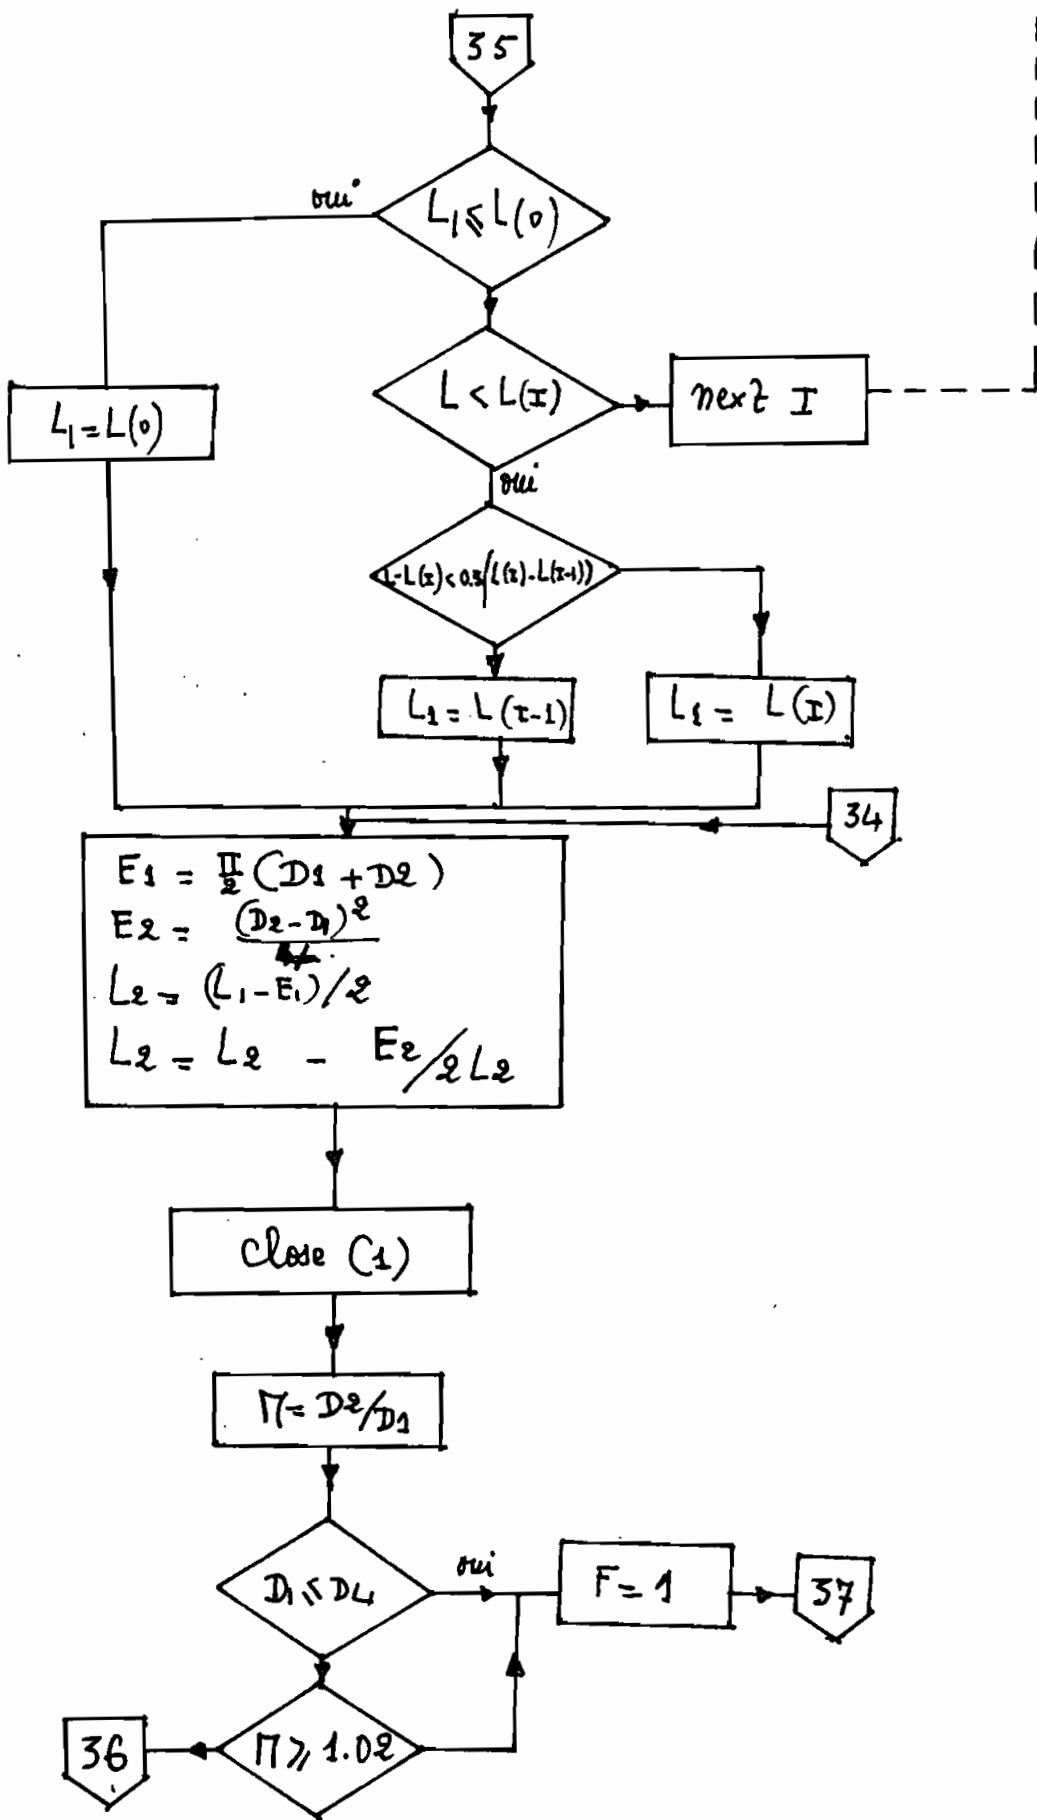 35
oui
L1 ≤ L(0)
L < L(I)
next I
L1 = L(0)
oui
L-L(I) < 0.3/(L(I)-L(I-1))
L1 = L(I-1)
L1 = L(I)
34
E1 = π/2 (D1 + D2)
E2 = (D2 - D1)^2 / 4
L2 = (L1 - E1)/2
L2 = L2 - E2/2L2
Close (1)
Π = D2/D1
D1 ≤ D4
oui
F = 1
37
36
Π ≥ 1.02